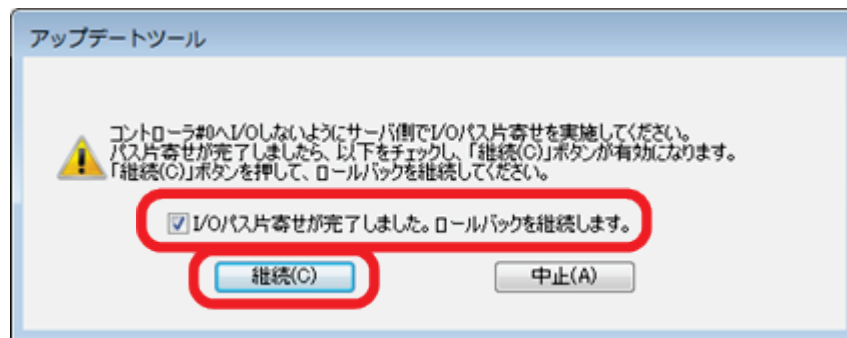 アップデートツール
コントローラ#0へI/Oしないようにサーバ側でI/Oパス片寄せを実施してください。
パス片寄せが完了しましたら、以下をチェックし、「継続(C)」ボタンが有効になります。
「継続(C)」ボタンを押して、ロールバックを継続してください。
I/Oパス片寄せが完了しました。ロールバックを継続します。
継続(C)
中止(A)